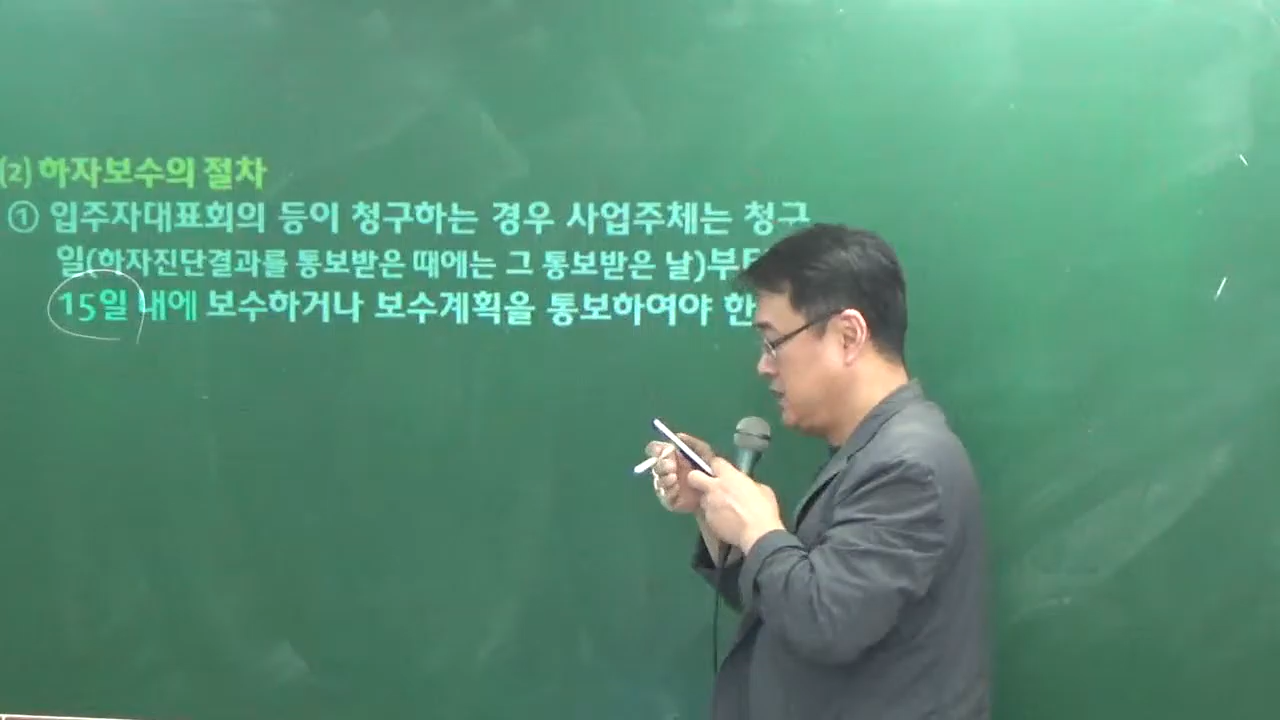 (2) 하자보수의 절차
① 입주자대표회의 등이 청구하는 경우 사업주체는 청구
일(하자진단결과를 통보받은 때에는 그 통보받은 날)부터
15일 내에 보수하거나 보수계획을 통보하여야 한